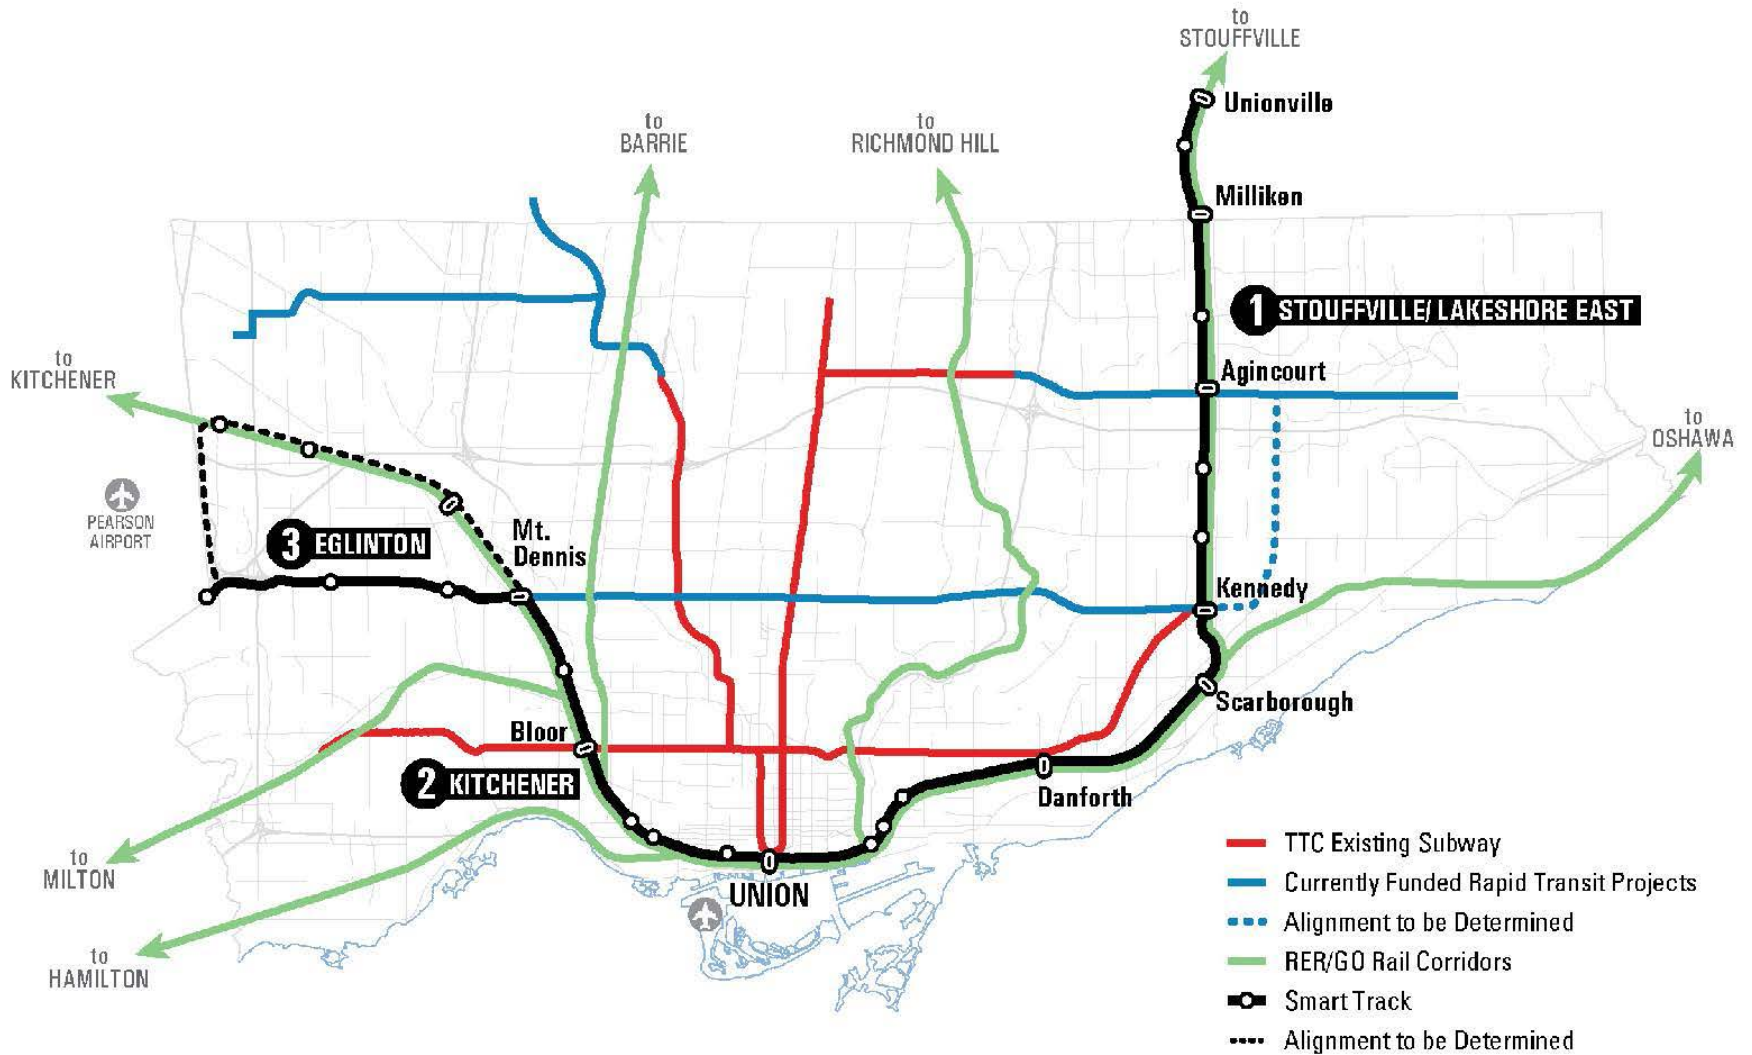 to
STOUFFVILLE
Unionville
to
BARRIE
to
RICHMOND HILL
Milliken
1 STOUFFVILLE/ LAKESHORE EAST
to
KITCHENER
Agincourt
to
OSHAWA
PEARSON
AIRPORT
3 EGLINTON
Mt.
Dennis
Kennedy
Scarborough
Bloor
2 KITCHENER
Danforth
to
MILTON
UNION
to
HAMILTON
TTC Existing Subway
Currently Funded Rapid Transit Projects
Alignment to be Determined
RER/GO Rail Corridors
Smart Track
Alignment to be Determined